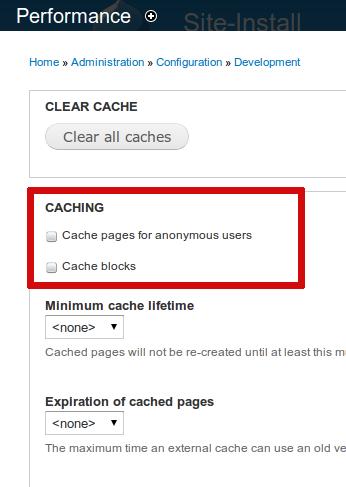 Performance
Site-Install
Home » Administration » Configuration » Development
CLEAR CACHE
Clear all caches
CACHING
Cache pages for anonymous users
Cache blocks
Minimum cache lifetime
<none>
Cached pages will not be re-created until at least this m
Expiration of cached pages
<none>
The maximum time an external cache can use an old ve